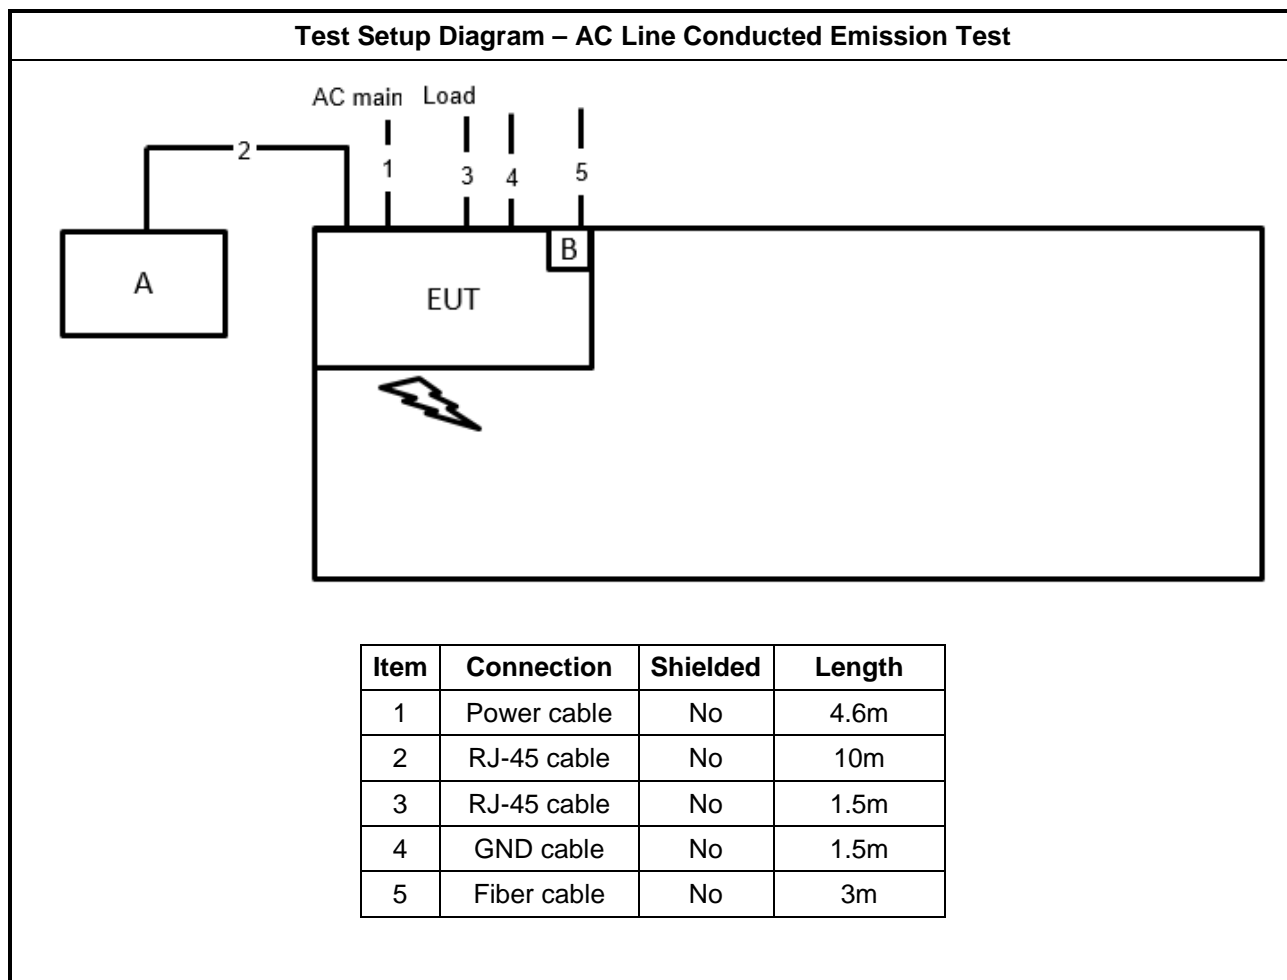 Test Setup Diagram – AC Line Conducted Emission Test
AC main Load
2
1
3
4
5
A
B
EUT
Item Connection Shielded Length
1 Power cable No 4.6m
2 RJ-45 cable No 10m
3 RJ-45 cable No 1.5m
4 GND cable No 1.5m
5 Fiber cable No 3m